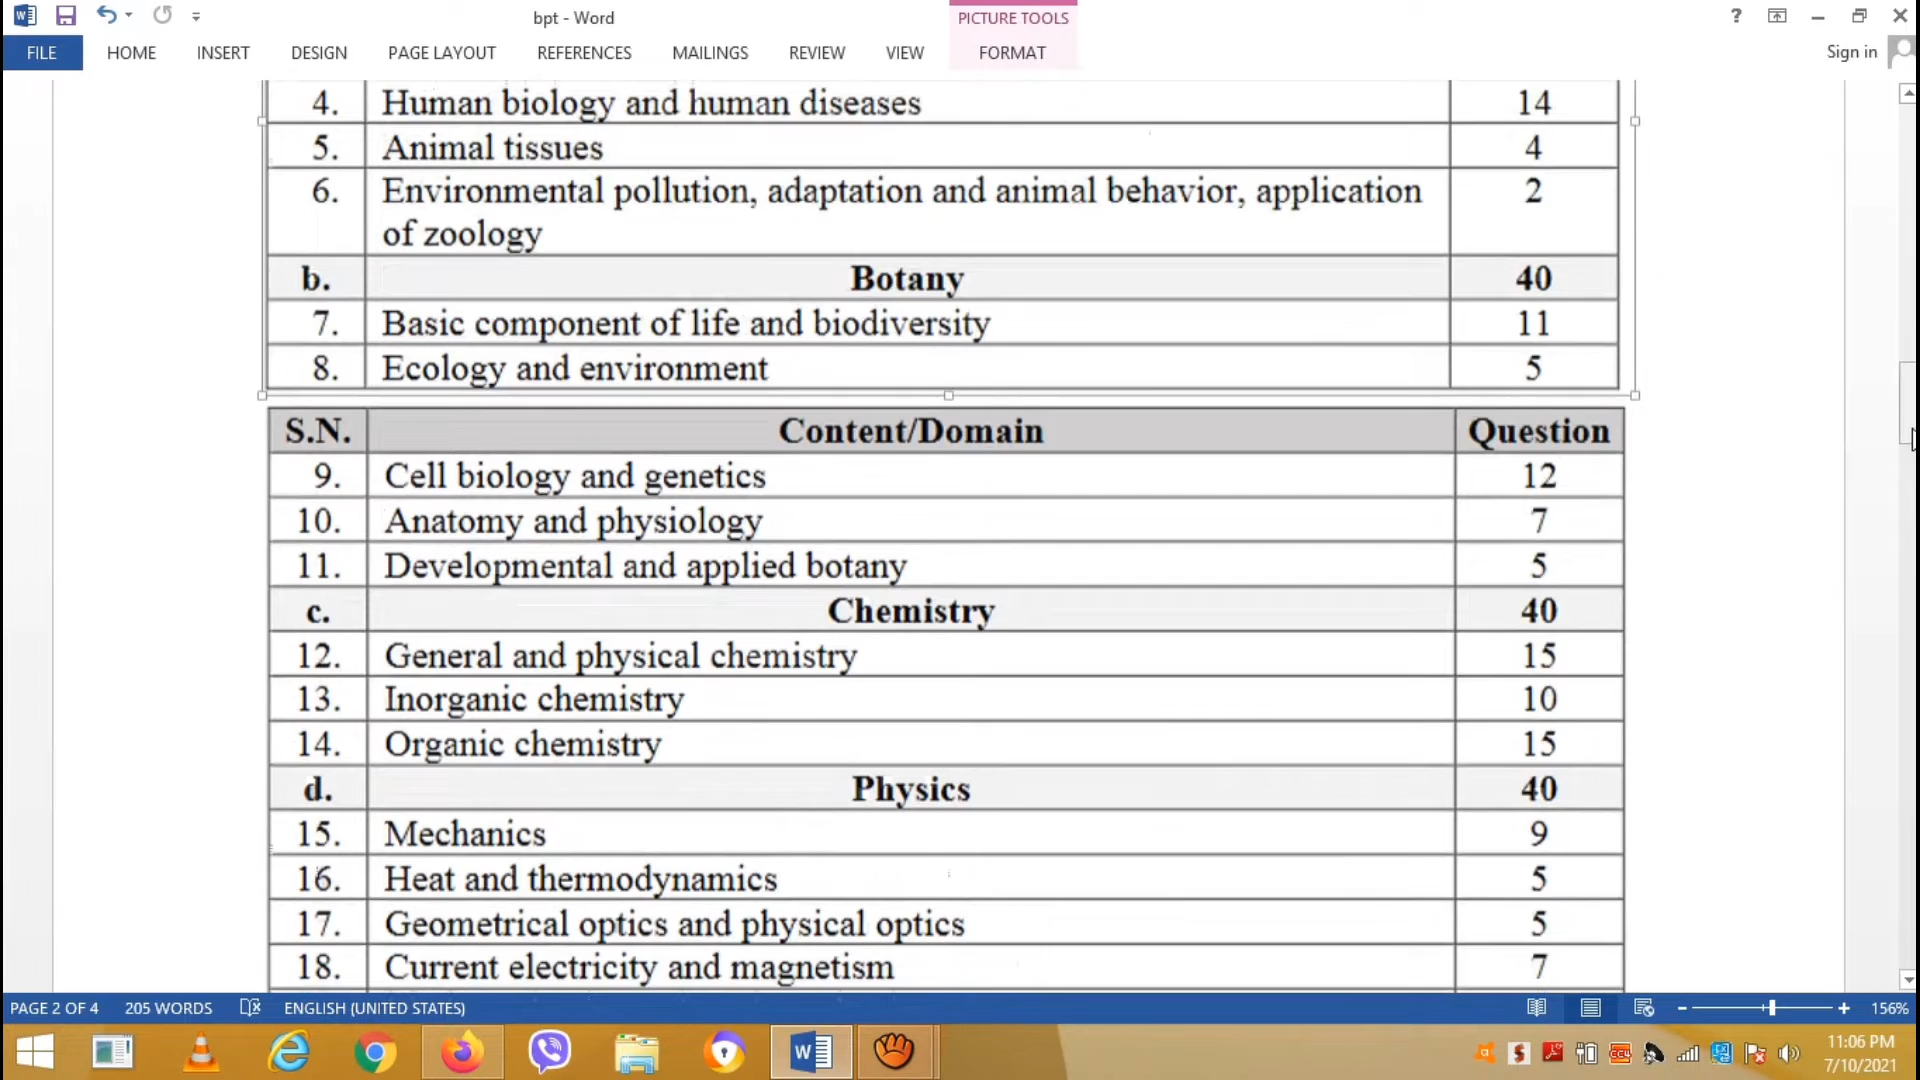 bpt - Word
PICTURE TOOLS
?
FILE HOME INSERT DESIGN PAGE LAYOUT REFERENCES MAILINGS REVIEW VIEW FORMAT Sign in
4. Human biology and human diseases 14
5. Animal tissues 4
6. Environmental pollution, adaptation and animal behavior, application 2
of zoology
b. Botany 40
7. Basic component of life and biodiversity 11
8. Ecology and environment 5
S.N. Content/Domain Question
9. Cell biology and genetics 12
10. Anatomy and physiology 7
11. Developmental and applied botany 5
c. Chemistry 40
12. General and physical chemistry 15
13. Inorganic chemistry 10
14. Organic chemistry 15
d. Physics 40
15. Mechanics 9
16. Heat and thermodynamics 5
17. Geometrical optics and physical optics 5
18. Current electricity and magnetism 7
PAGE 2 OF 4 205 WORDS ENGLISH (UNITED STATES) 156%
11:06 PM
7/10/2021